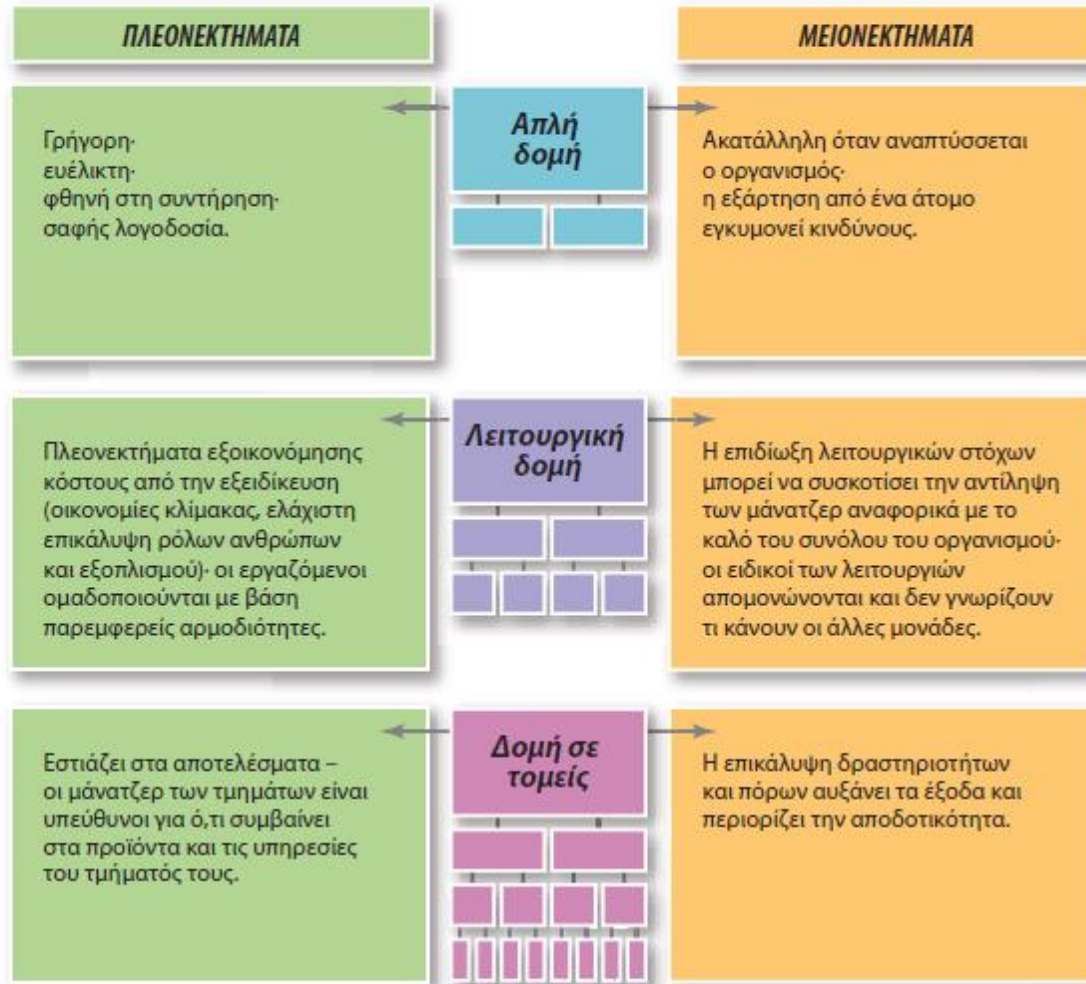 ΠΛΕΟΝΕΚΤΗΜΑΤΑ
ΜΕΙΟΝΕΚΤΗΜΑΤΑ
Γρήγορη·
ευέλικτη·
φθηνή στη συντήρηση·
σαφής λογοδοσία.
Απλή
δομή
Ακατάλληλη όταν αναπτύσσεται
ο οργανισμός·
η εξάρτηση από ένα άτομο
εγκυμονεί κινδύνους.
Πλεονεκτήματα εξοικονόμησης
κόστους από την εξειδίκευση
(οικονομίες κλίμακας, ελάχιστη
επικάλυψη ρόλων ανθρώπων
και εξοπλισμού)· οι εργαζόμενοι
ομαδοποιούνται με βάση
παρεμφερείς αρμοδιότητες.
Λειτουργική
δομή
Η επιδίωξη λειτουργικών στόχων
μπορεί να συσκοτίσει την αντίληψη
των μάνατζερ αναφορικά με το
καλό του συνόλου του οργανισμού·
οι ειδικοί των λειτουργιών
απομονώνονται και δεν γνωρίζουν
τι κάνουν οι άλλες μονάδες.
Εστιάζει στα αποτελέσματα –
οι μάνατζερ των τμημάτων είναι
υπεύθυνοι για ό,τι συμβαίνει
στα προϊόντα και τις υπηρεσίες
του τμήματός τους.
Δομή σε
τομείς
Η επικάλυψη δραστηριοτήτων
και πόρων αυξάνει τα έξοδα και
περιορίζει την αποδοτικότητα.